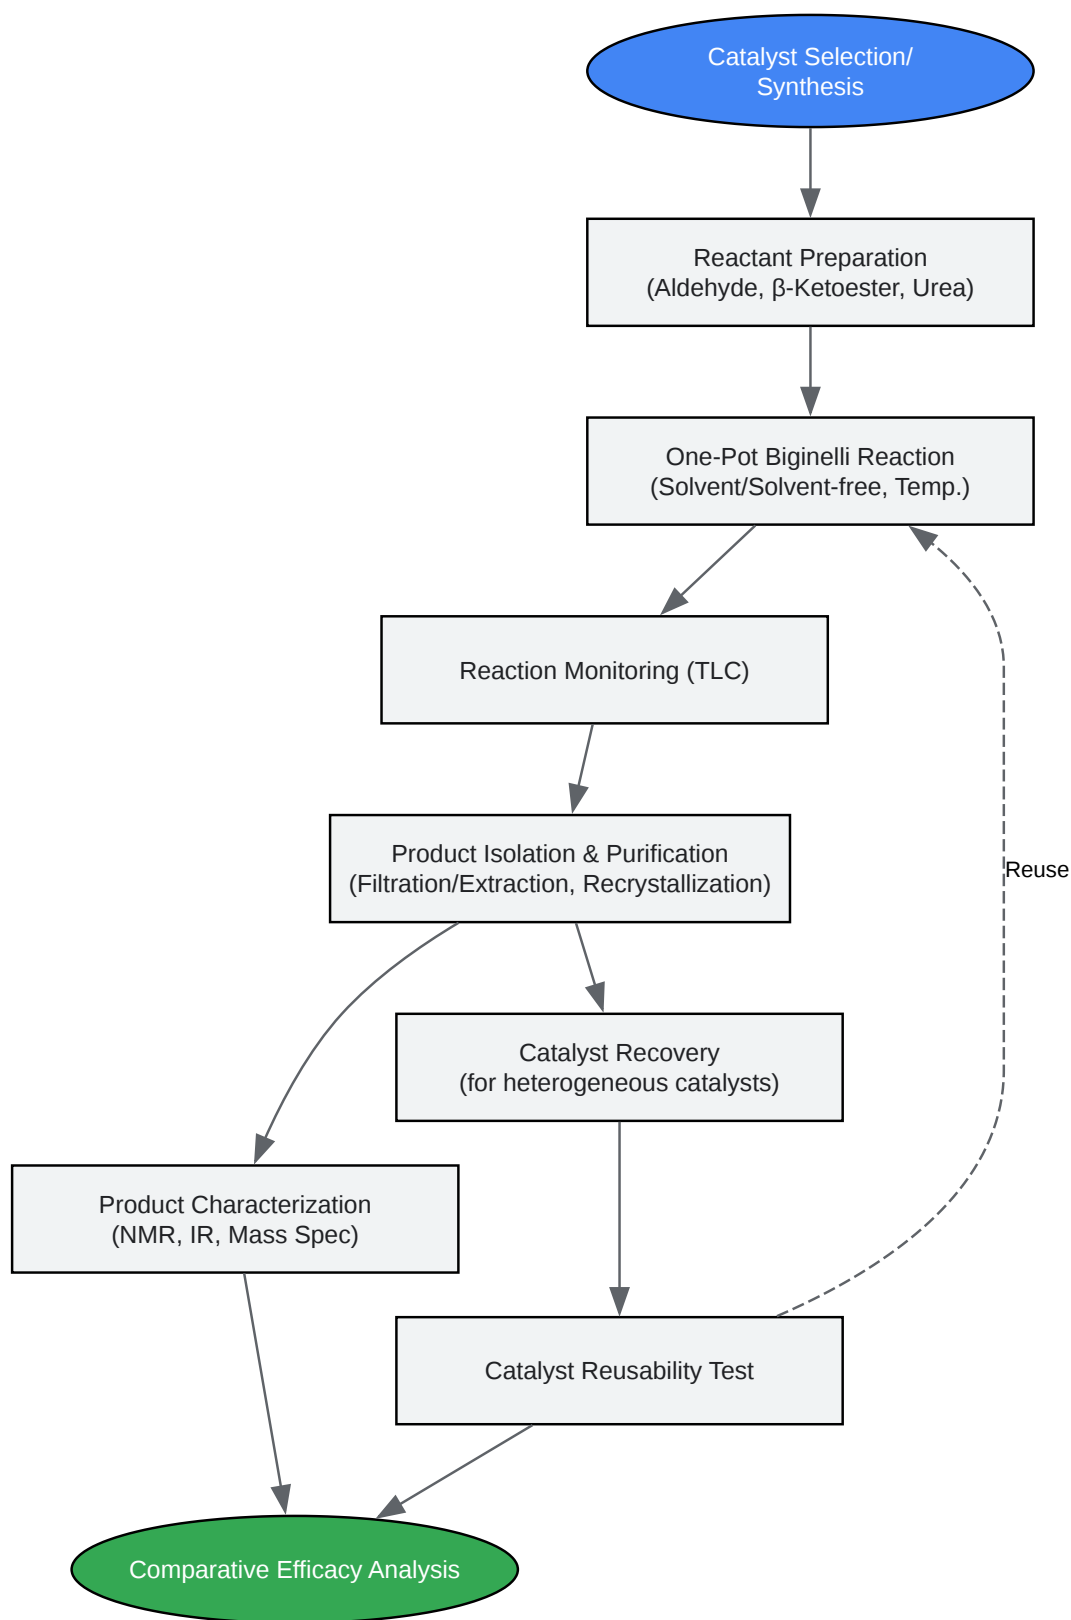 Catalyst Selection/
Synthesis
Reactant Preparation
(Aldehyde, β-Ketoester, Urea)
One-Pot Biginelli Reaction
(Solvent/Solvent-free, Temp.)
Reaction Monitoring (TLC)
Product Isolation & Purification
(Filtration/Extraction, Recrystallization)
Reuse
Catalyst Recovery
(for heterogeneous catalysts)
Product Characterization
(NMR, IR, Mass Spec)
Catalyst Reusability Test
Comparative Efficacy Analysis